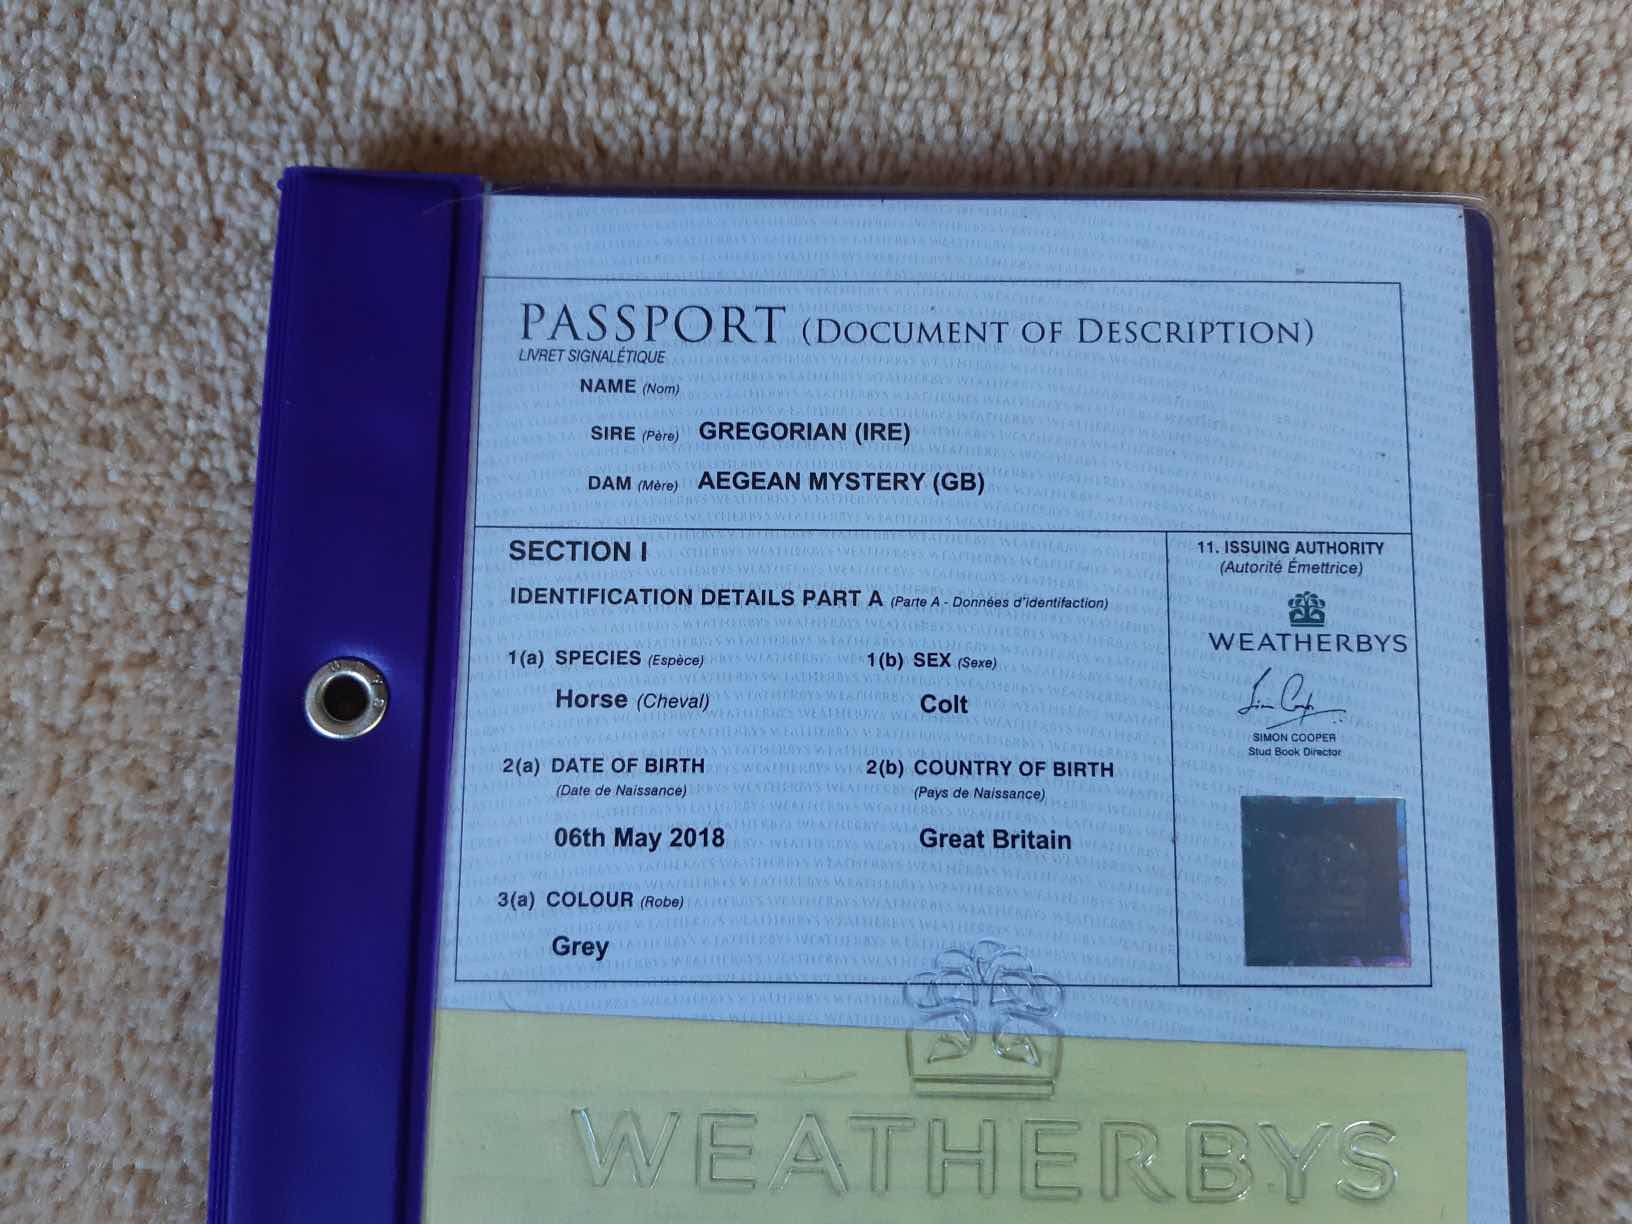 PASSPORT (DOCUMENT OF DESCRIPTION)
LIVRET SIGNALÉTIQUE
NAME (Nom)
SIRE (Père) GREGORIAN (IRE)
DAM (Mère) AEGEAN MYSTERY (GB)
SECTION I
IDENTIFICATION DETAILS PART A (Parte A - Données d'identifaction)
1(a) SPECIES (Espèce) 1(b) SEX (Sexe)
Horse (Cheval) Colt
2(a) DATE OF BIRTH 2(b) COUNTRY OF BIRTH
(Date de Naissance) (Pays de Naissance)
06th May 2018 Great Britain
3(a) COLOUR (Robe)
Grey
11. ISSUING AUTHORITY
(Autorité Émettrice)
WEATHERBYS
SIMON COOPER
Stud Book Director
WEATHERBYS